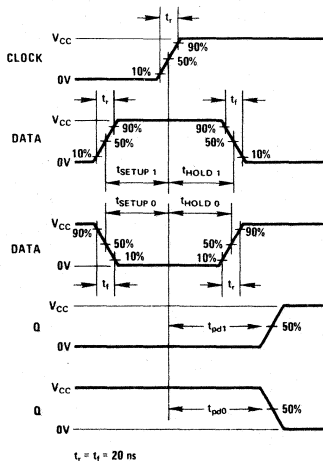 tr
VCC
90%
CLOCK
50%
10%
0V
tr
tf
VCC
90%
90%
DATA
50%
50%
10%
10%
0V
tSETUP 1
tHOLD 1
tSETUP 0
tHOLD 0
VCC
90%
90%
DATA
50%
50%
10%
10%
0V
tf
tr
VCC
Q
tpd1
50%
0V
VCC
Q
tpd0
50%
0V
tr = tf = 20 ns